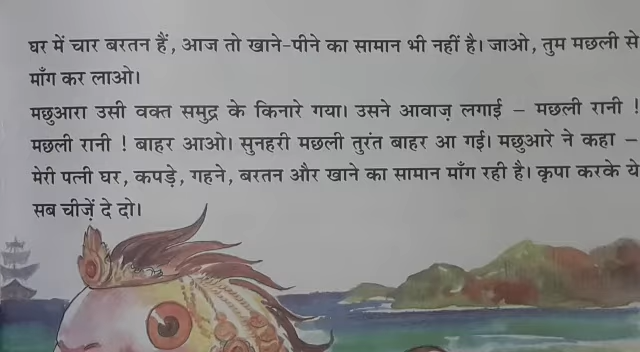 घर में चार बरतन हैं, आज तो खाने-पीने का सामान भी नहीं है। जाओ, तुम मछली से
माँग कर लाओ।
मछुआरा उसी वक्त समुद्र के किनारे गया। उसने आवाज़ लगाई – मछली रानी !
मछली रानी ! बाहर आओ। सुनहरी मछली तुरंत बाहर आ गई। मछुआरे ने कहा –
मेरी पत्नी घर, कपड़े, गहने, बरतन और खाने का सामान माँग रही है। कृपा करके ये
सब चीज़ें दे दो।